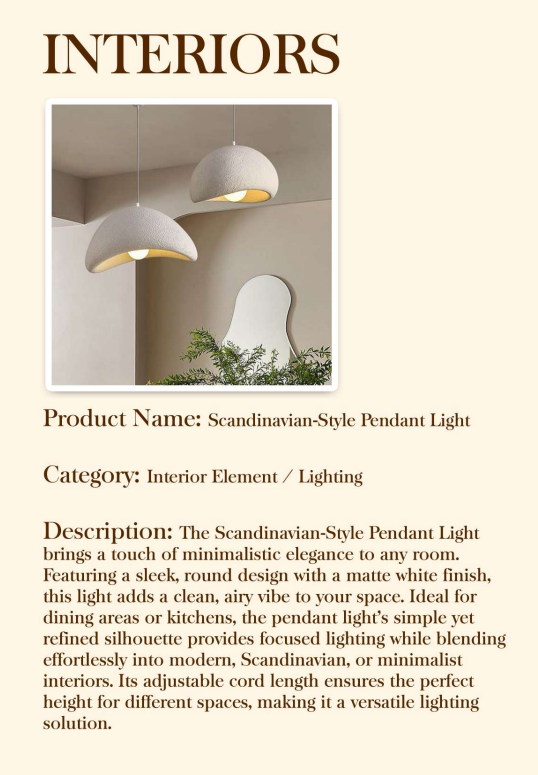 INTERIORS
Product Name: Scandinavian-Style Pendant Light
Category: Interior Element / Lighting
Description: The Scandinavian-Style Pendant Light
brings a touch of minimalistic elegance to any room.
Featuring a sleek, round design with a matte white finish,
this light adds a clean, airy vibe to your space. Ideal for
dining areas or kitchens, the pendant light's simple yet
refined silhouette provides focused lighting while blending
effortlessly into modern, Scandinavian, or minimalist
interiors. Its adjustable cord length ensures the perfect
height for different spaces, making it a versatile lighting
solution.